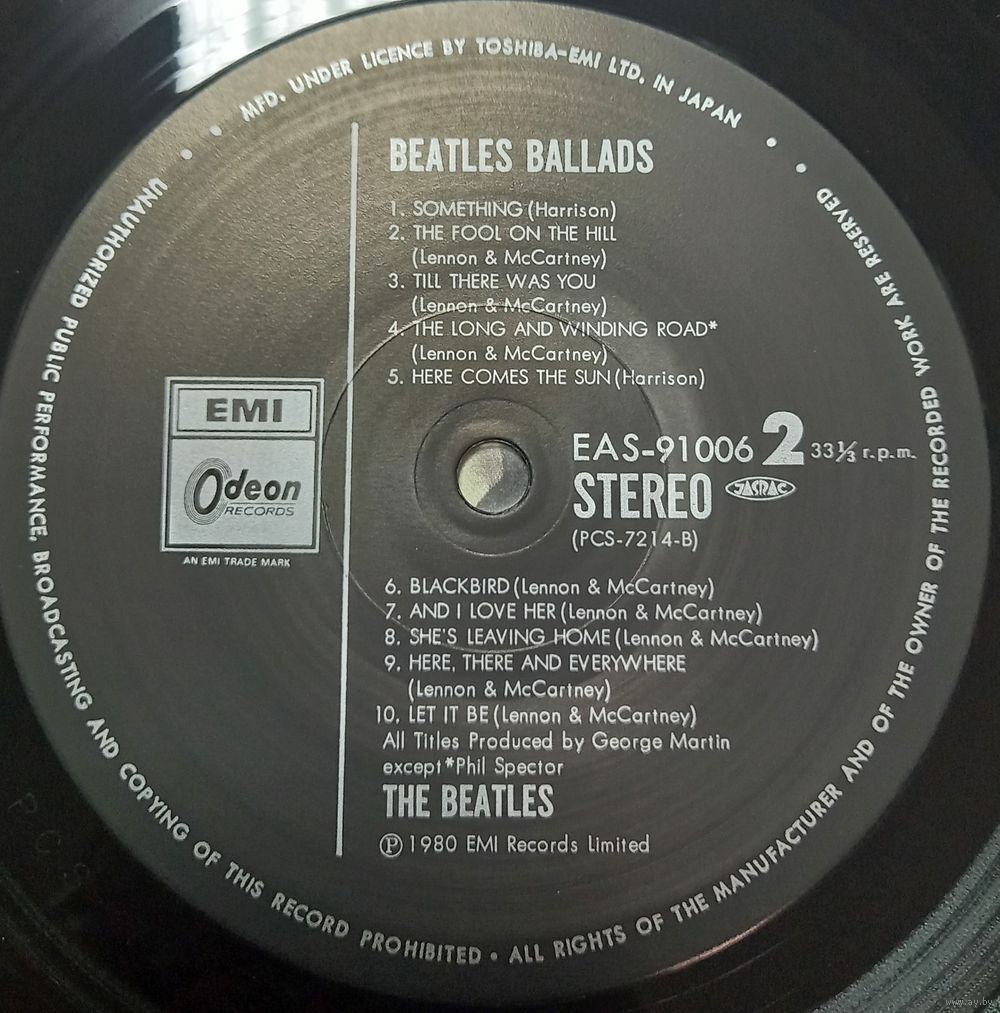 MFD. UNDER LICENCE BY TOSHIBA-EMI LTD. IN JAPAN
BEATLES BALLADS
1. SOMETHING (Harrison)
2. THE FOOL ON THE HILL
(Lennon & McCartney)
3. TILL THERE WAS YOU
(Lennon & McCartney)
4. THE LONG AND WINDING ROAD*
(Lennon & McCartney)
5. HERE COMES THE SUN (Harrison)
EMI
Odeon
RECORDS
AN EMI TRADE MARK
EAS-91006 2 33⅓ r.p.m.
STEREO JASRAC
(PCS-7214-B)
6. BLACKBIRD (Lennon & McCartney)
7. AND I LOVE HER (Lennon & McCartney)
8. SHE'S LEAVING HOME (Lennon & McCartney)
9. HERE, THERE AND EVERYWHERE
(Lennon & McCartney)
10. LET IT BE (Lennon & McCartney)
All Titles Produced by George Martin
except *Phil Spector
THE BEATLES
℗ 1980 EMI Records Limited
UNAUTHORIZED PUBLIC PERFORMANCE, BROADCASTING AND COPYING OF THIS RECORD PROHIBITED • ALL RIGHTS OF THE MANUFACTURER AND OF THE OWNER OF THE RECORDED WORK ARE RESERVED
www.ay.by